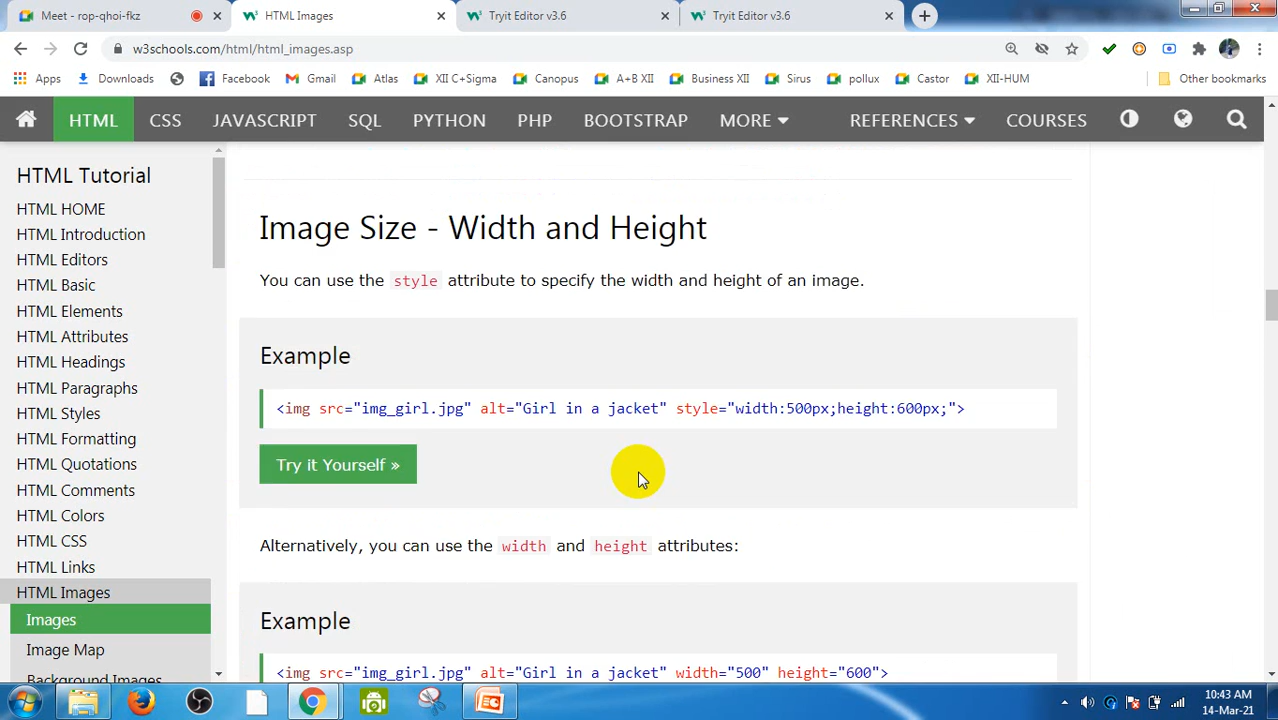 Meet - rop-qhoi-fkz
HTML Images
Tryit Editor v3.6
Tryit Editor v3.6
w3schools.com/html/html_images.asp
Apps Downloads Facebook Gmail Atlas XII C+Sigma Canopus A+B XII Business XII Sirus pollux Castor XII-HUM Other bookmarks
HTML CSS JAVASCRIPT SQL PYTHON PHP BOOTSTRAP MORE REFERENCES COURSES
HTML Tutorial
HTML HOME
HTML Introduction
HTML Editors
HTML Basic
HTML Elements
HTML Attributes
HTML Headings
HTML Paragraphs
HTML Styles
HTML Formatting
HTML Quotations
HTML Comments
HTML Colors
HTML CSS
HTML Links
HTML Images
Images
Image Map
Background Images
Image Size - Width and Height
You can use the style attribute to specify the width and height of an image.
Example
<img src="img_girl.jpg" alt="Girl in a jacket" style="width:500px;height:600px;">
Try it Yourself »
Alternatively, you can use the width and height attributes:
Example
<img src="img_girl.jpg" alt="Girl in a jacket" width="500" height="600">
10:43 AM
14-Mar-21